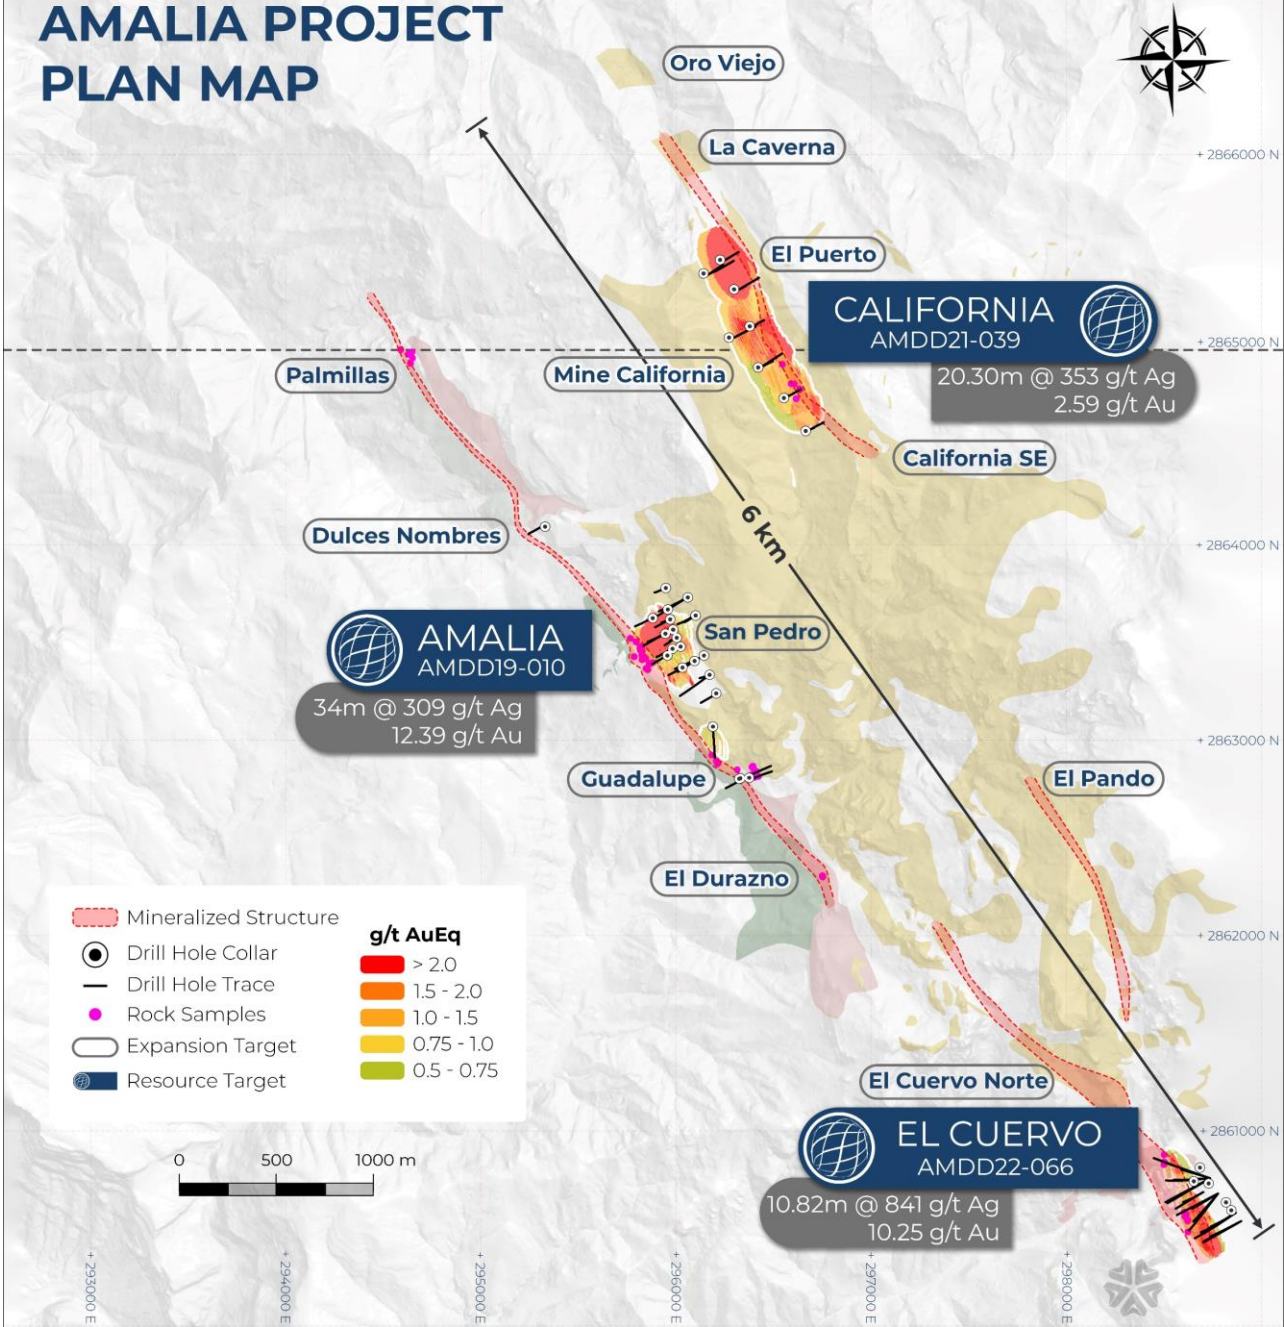 AMALIA PROJECT
PLAN MAP
Oro Viejo
La Caverna
+ 2866000 N
El Puerto
CALIFORNIA
AMDD21-039
+ 2865000 N
20.30m @ 353 g/t Ag
2.59 g/t Au
Palmillas
Mine California
California SE
6 km
Dulces Nombres
+ 2864000 N
AMALIA
AMDD19-010
34m @ 309 g/t Ag
12.39 g/t Au
San Pedro
+ 2863000 N
Guadalupe
El Pando
El Durazno
+ 2862000 N
Mineralized Structure
Drill Hole Collar
Drill Hole Trace
Rock Samples
Expansion Target
Resource Target
g/t AuEq
> 2.0
1.5 - 2.0
1.0 - 1.5
0.75 - 1.0
0.5 - 0.75
El Cuervo Norte
+ 2861000 N
EL CUERVO
AMDD22-066
10.82m @ 841 g/t Ag
10.25 g/t Au
0 500 1000 m
+ 293000 E
+ 294000 E
+ 295000 E
+ 296000 E
+ 297000 E
+ 298000 E